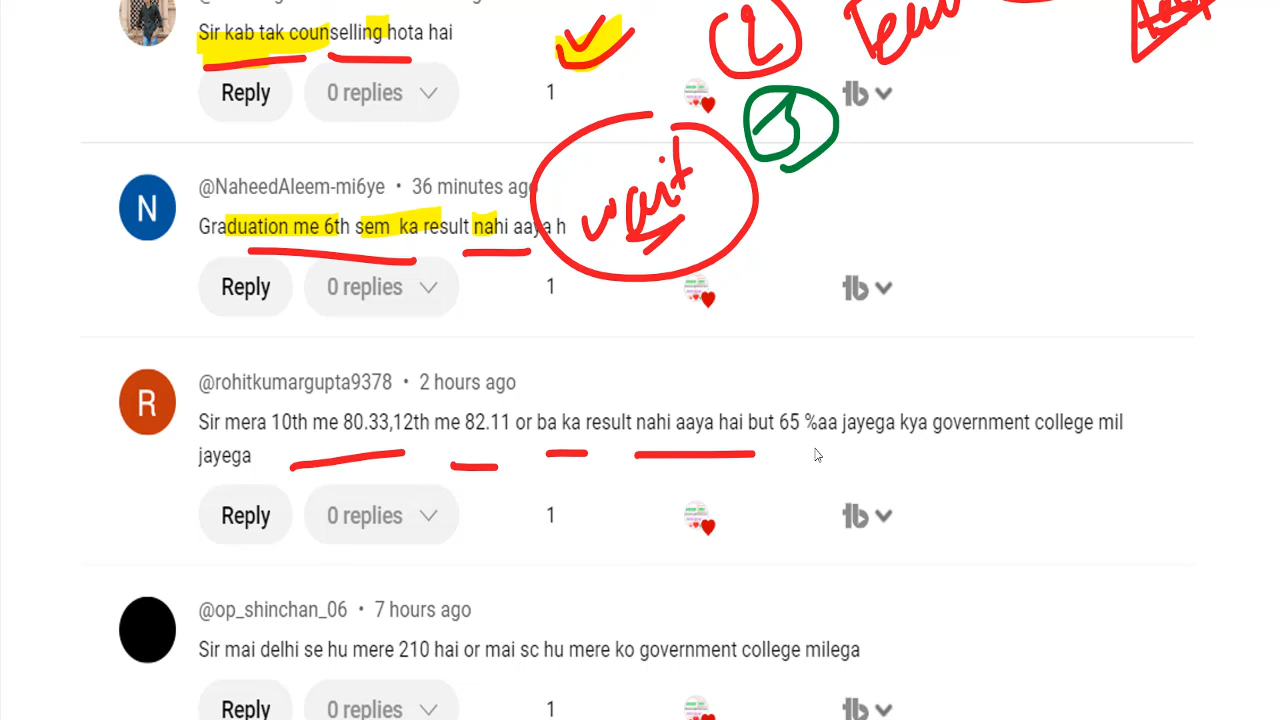 Sir kab tak counselling hota hai
Reply 0 replies 1
2
3
@NaheedAleem-mi6ye • 36 minutes ago
wait
Graduation me 6th sem ka result nahi aaya h
Reply 0 replies 1
@rohitkumargupta9378 • 2 hours ago
Sir mera 10th me 80.33,12th me 82.11 or ba ka result nahi aaya hai but 65 %aa jayega kya government college mil
jayega
Reply 0 replies 1
@op_shinchan_06 • 7 hours ago
Sir mai delhi se hu mere 210 hai or mai sc hu mere ko government college milega
Reply 0 replies 1